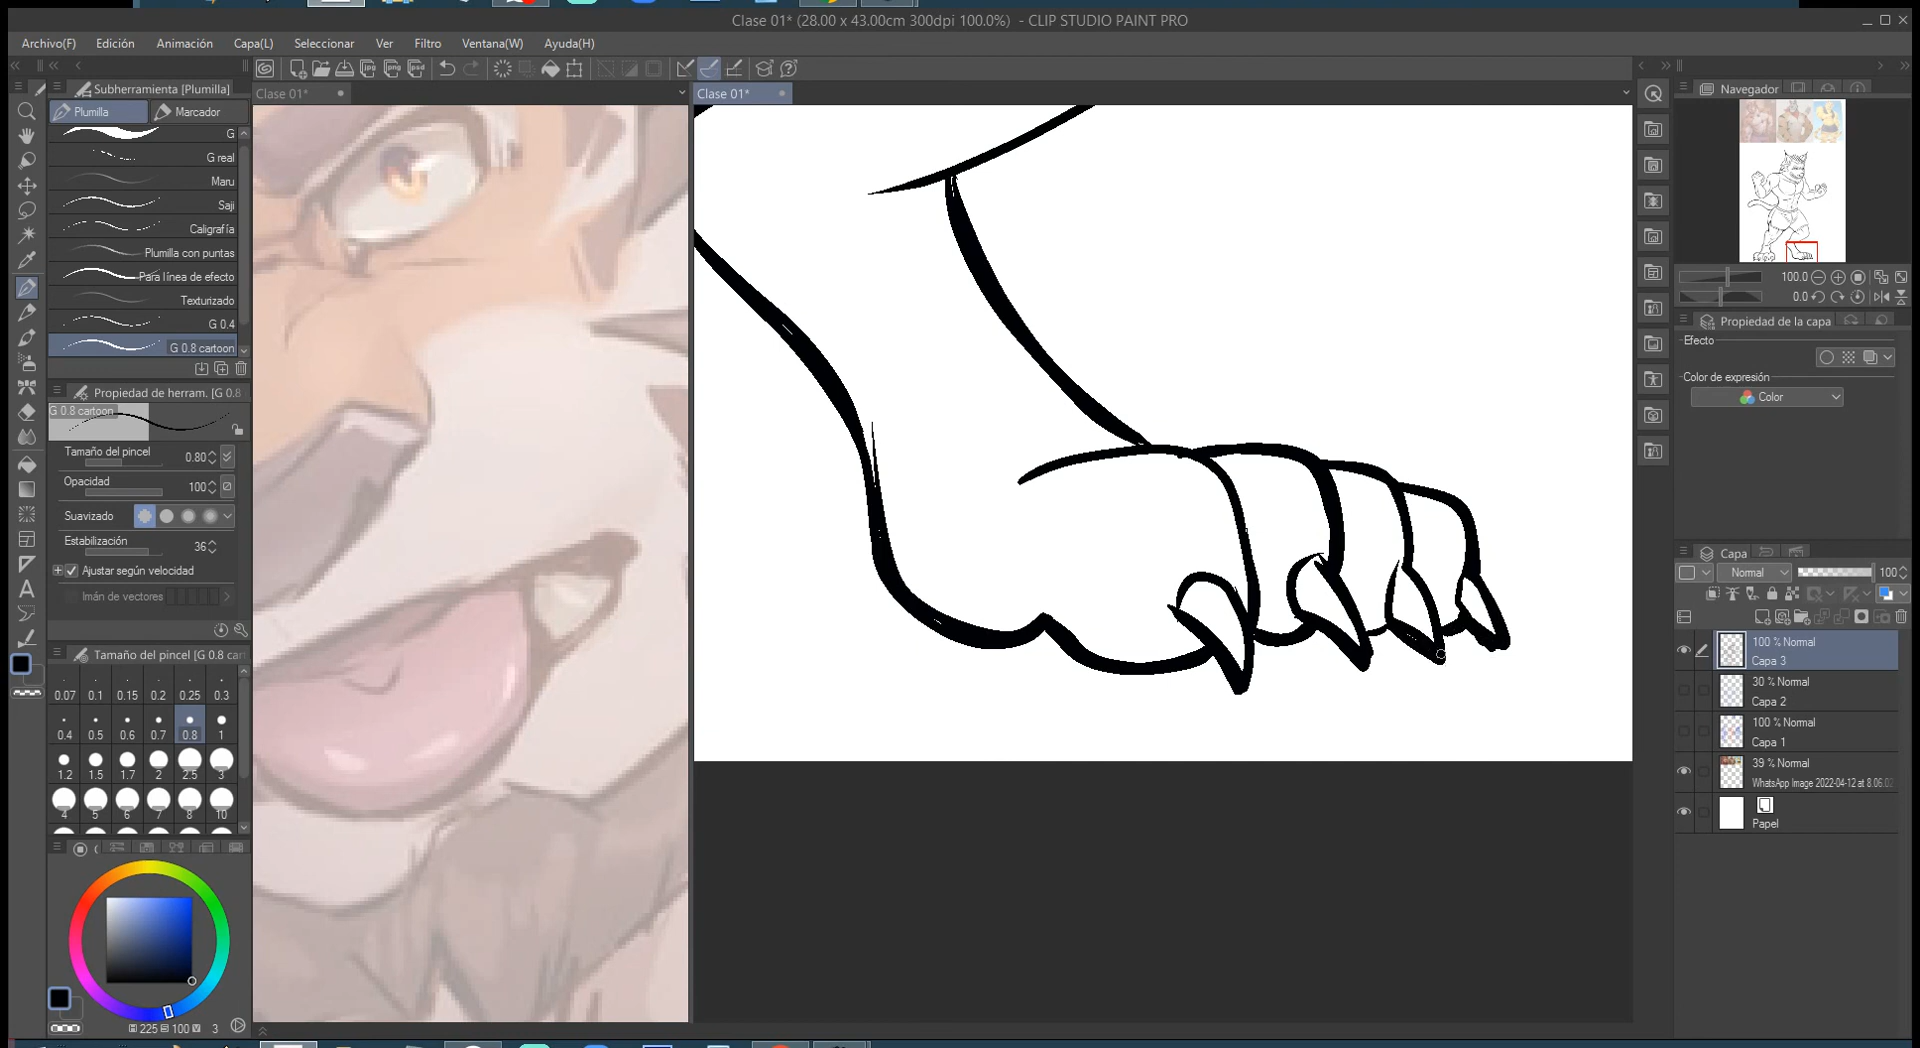 Clase 01* (28.00 x 43.00cm 300dpi 100.0%) - CLIP STUDIO PAINT PRO
Archivo(F) Edición Animación Capa(L) Seleccionar Ver Filtro Ventana(W) Ayuda(H)
Subherramienta [Plumilla]
Plumilla Marcador
G
G real
Maru
Saji
Caligrafía
Plumilla con puntas
Para línea de efecto
Texturizado
G 0.4
G 0.8 cartoon
Propiedad de herram. [G 0.8
G 0.8 cartoon
Tamaño del pincel 0.80
Opacidad 100
Suavizado
Estabilización 36
Ajustar según velocidad
Imán de vectores
Tamaño del pincel [G 0.8 car
0.07 0.1 0.15 0.2 0.25 0.3
0.4 0.5 0.6 0.7 0.8 1
1.2 1.5 1.7 2 2.5 3
4 5 6 7 8 10
225 100 3
Clase 01*
Clase 01*
Navegador
100.0
0.0
Propiedad de la capa
Efecto
Color de expresión
Color
Capa
Normal 100
100 % Normal
Capa 3
30 % Normal
Capa 2
100 % Normal
Capa 1
39 % Normal
WhatsApp Image 2022-04-12 at 8.06.02
Papel